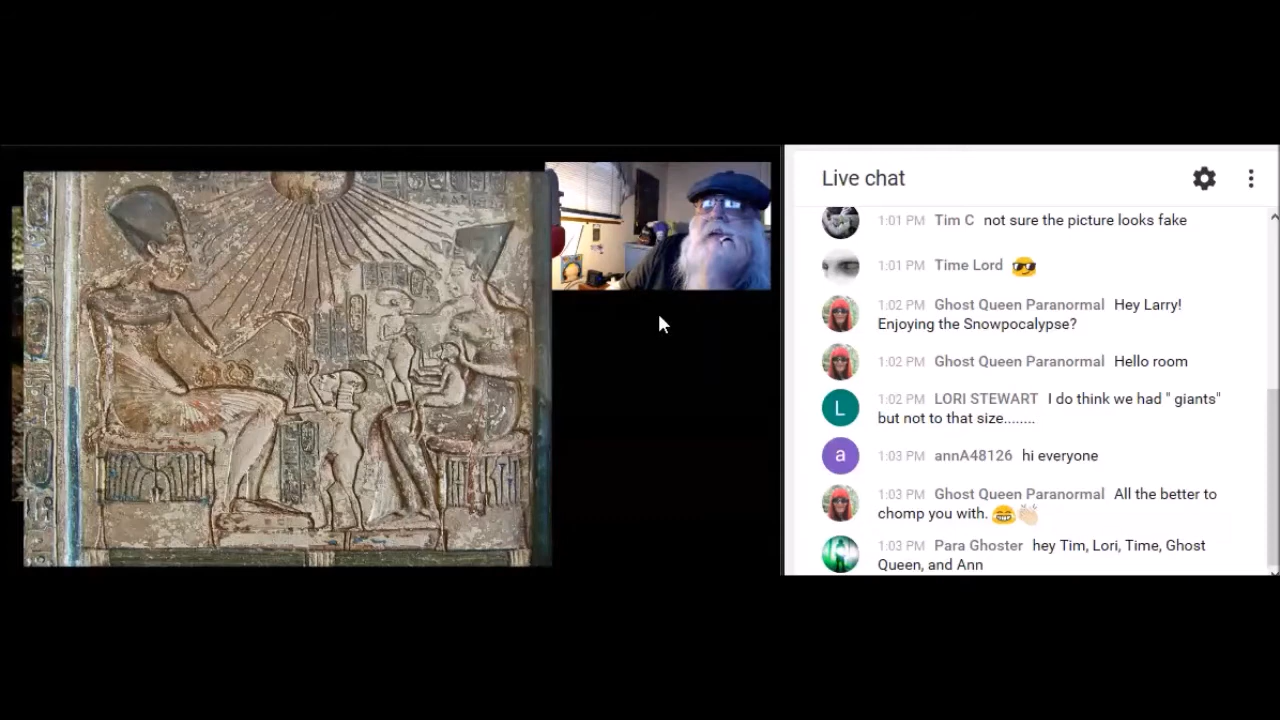 Live chat
1:01 PM Tim C not sure the picture looks fake
1:01 PM Time Lord 😎
1:02 PM Ghost Queen Paranormal Hey Larry!
Enjoying the Snowpocalypse?
1:02 PM Ghost Queen Paranormal Hello room
1:02 PM LORI STEWART I do think we had " giants"
L
but not to that size........
a
1:03 PM annA48126 hi everyone
1:03 PM Ghost Queen Paranormal All the better to
chomp you with. 😂👏🏻
1:03 PM Para Ghoster hey Tim, Lori, Time, Ghost
Queen, and Ann